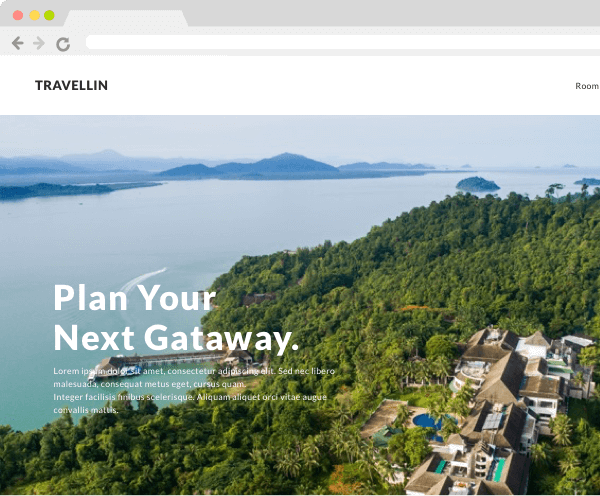 TRAVELLIN
Room
Plan Your
Next Gataway.
Lorem ipsum dolor sit amet, consectetur adipiscing elit. Sed nec libero
malesuada, consequat metus eget, cursus quam.
Integer facilisis finibus scelerisque. Aliquam aliquet orci vitae augue
convallis mattis.